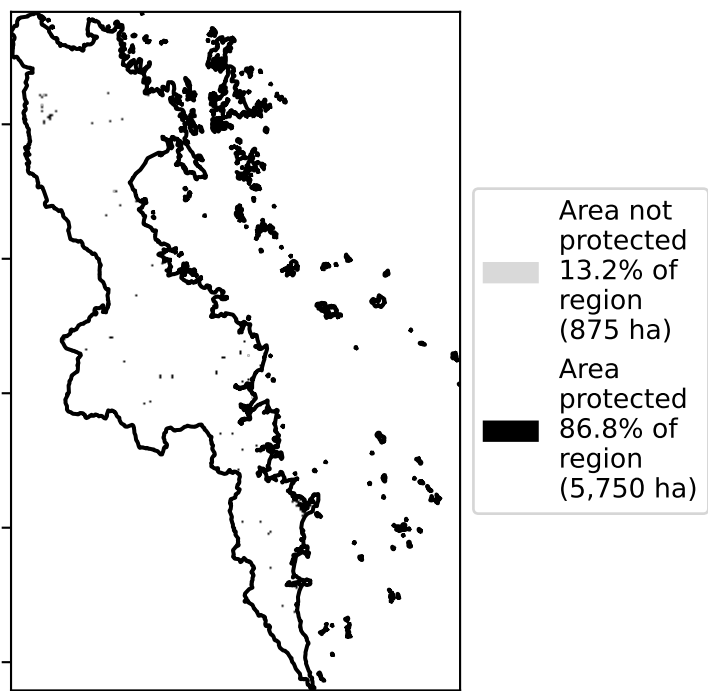 Area not
protected
13.2% of
region
(875 ha)
Area
protected
86.8% of
region
(5,750 ha)